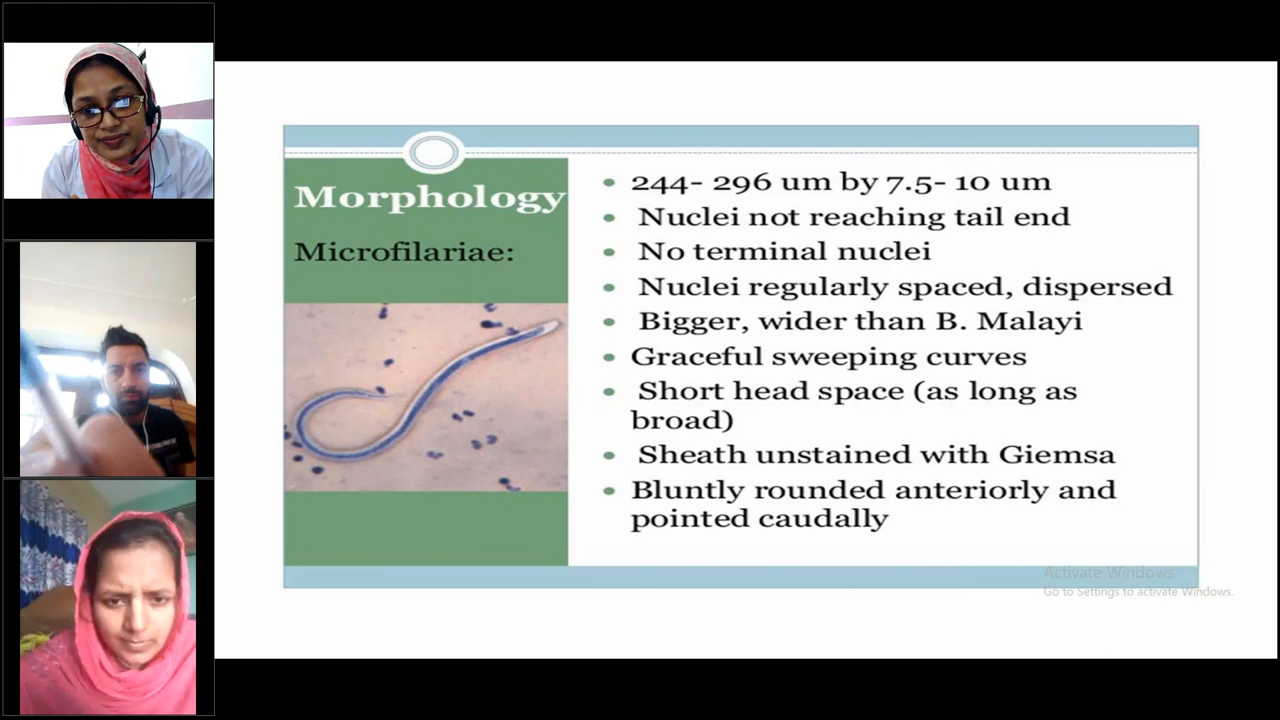 Morphology
Microfilariae:
244- 296 um by 7.5- 10 um
Nuclei not reaching tail end
No terminal nuclei
Nuclei regularly spaced, dispersed
Bigger, wider than B. Malayi
Graceful sweeping curves
Short head space (as long as
broad)
Sheath unstained with Giemsa
Bluntly rounded anteriorly and
pointed caudally
Activate Windows
Go to Settings to activate Windows.